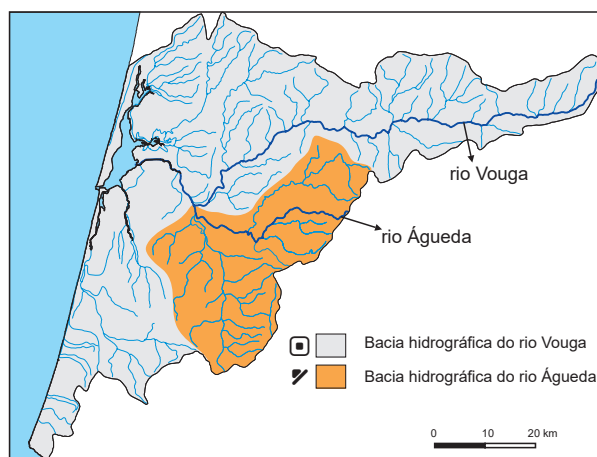 rio Vouga
rio Águeda
Bacia hidrográfica do rio Vouga
Bacia hidrográfica do rio Águeda
0 10 20 km